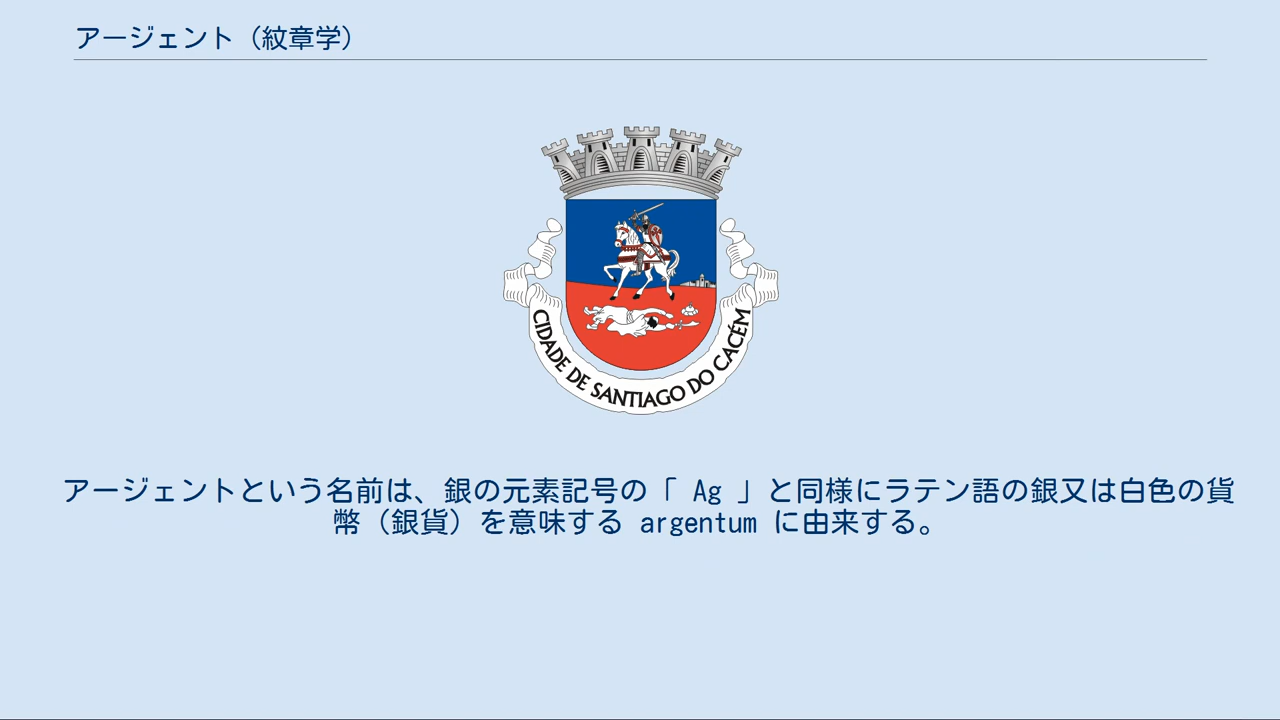 アージェント（紋章学）
CIDADE DE SANTIAGO DO CACÉM
アージェントという名前は、銀の元素記号の「 Ag 」と同様にラテン語の銀又は白色の貨
幣（銀貨）を意味する argentum に由来する。